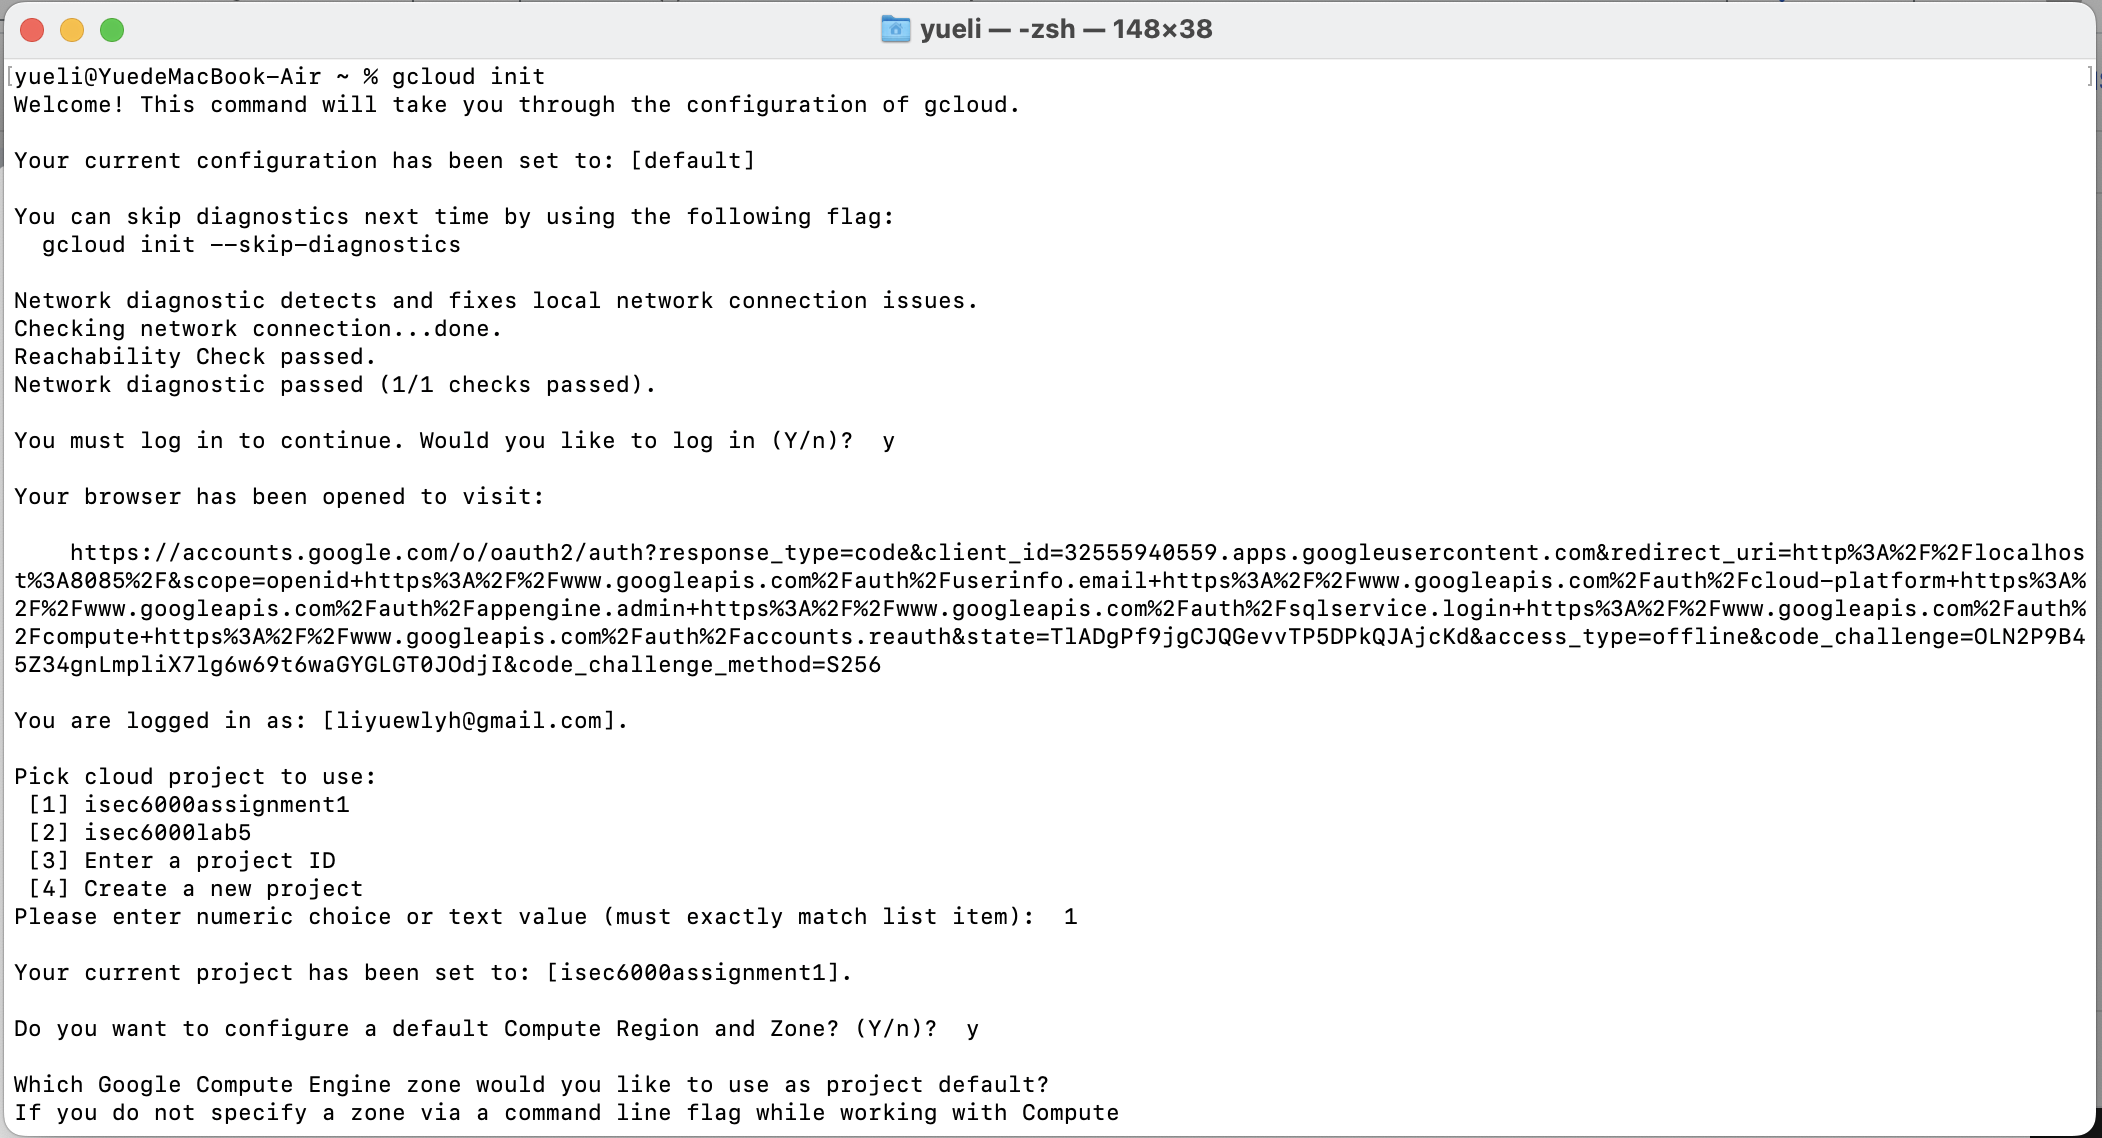 yueli — -zsh — 148×38
yueli@YuedeMacBook-Air ~ % gcloud init
Welcome! This command will take you through the configuration of gcloud.
Your current configuration has been set to: [default]
You can skip diagnostics next time by using the following flag:
gcloud init --skip-diagnostics
Network diagnostic detects and fixes local network connection issues.
Checking network connection...done.
Reachability Check passed.
Network diagnostic passed (1/1 checks passed).
You must log in to continue. Would you like to log in (Y/n)?  y
Your browser has been opened to visit:
https://accounts.google.com/o/oauth2/auth?response_type=code&client_id=32555940559.apps.googleusercontent.com&redirect_uri=http%3A%2F%2Flocalhos
t%3A8085%2F&scope=openid+https%3A%2F%2Fwww.googleapis.com%2Fauth%2Fuserinfo.email+https%3A%2F%2Fwww.googleapis.com%2Fauth%2Fcloud-platform+https%3A%
2F%2Fwww.googleapis.com%2Fauth%2Fappengine.admin+https%3A%2F%2Fwww.googleapis.com%2Fauth%2Fsqlservice.login+https%3A%2F%2Fwww.googleapis.com%2Fauth%
2Fcompute+https%3A%2F%2Fwww.googleapis.com%2Fauth%2Faccounts.reauth&state=TlADgPf9jgCJQGevvTP5DPkQJAjcKd&access_type=offline&code_challenge=OLN2P9B4
5Z34gnLmpliX7lg6w69t6waGYGLGT0JOdjI&code_challenge_method=S256
You are logged in as: [liyuewlyh@gmail.com].
Pick cloud project to use:
[1] isec6000assignment1
[2] isec6000lab5
[3] Enter a project ID
[4] Create a new project
Please enter numeric choice or text value (must exactly match list item):  1
Your current project has been set to: [isec6000assignment1].
Do you want to configure a default Compute Region and Zone? (Y/n)?  y
Which Google Compute Engine zone would you like to use as project default?
If you do not specify a zone via a command line flag while working with Compute